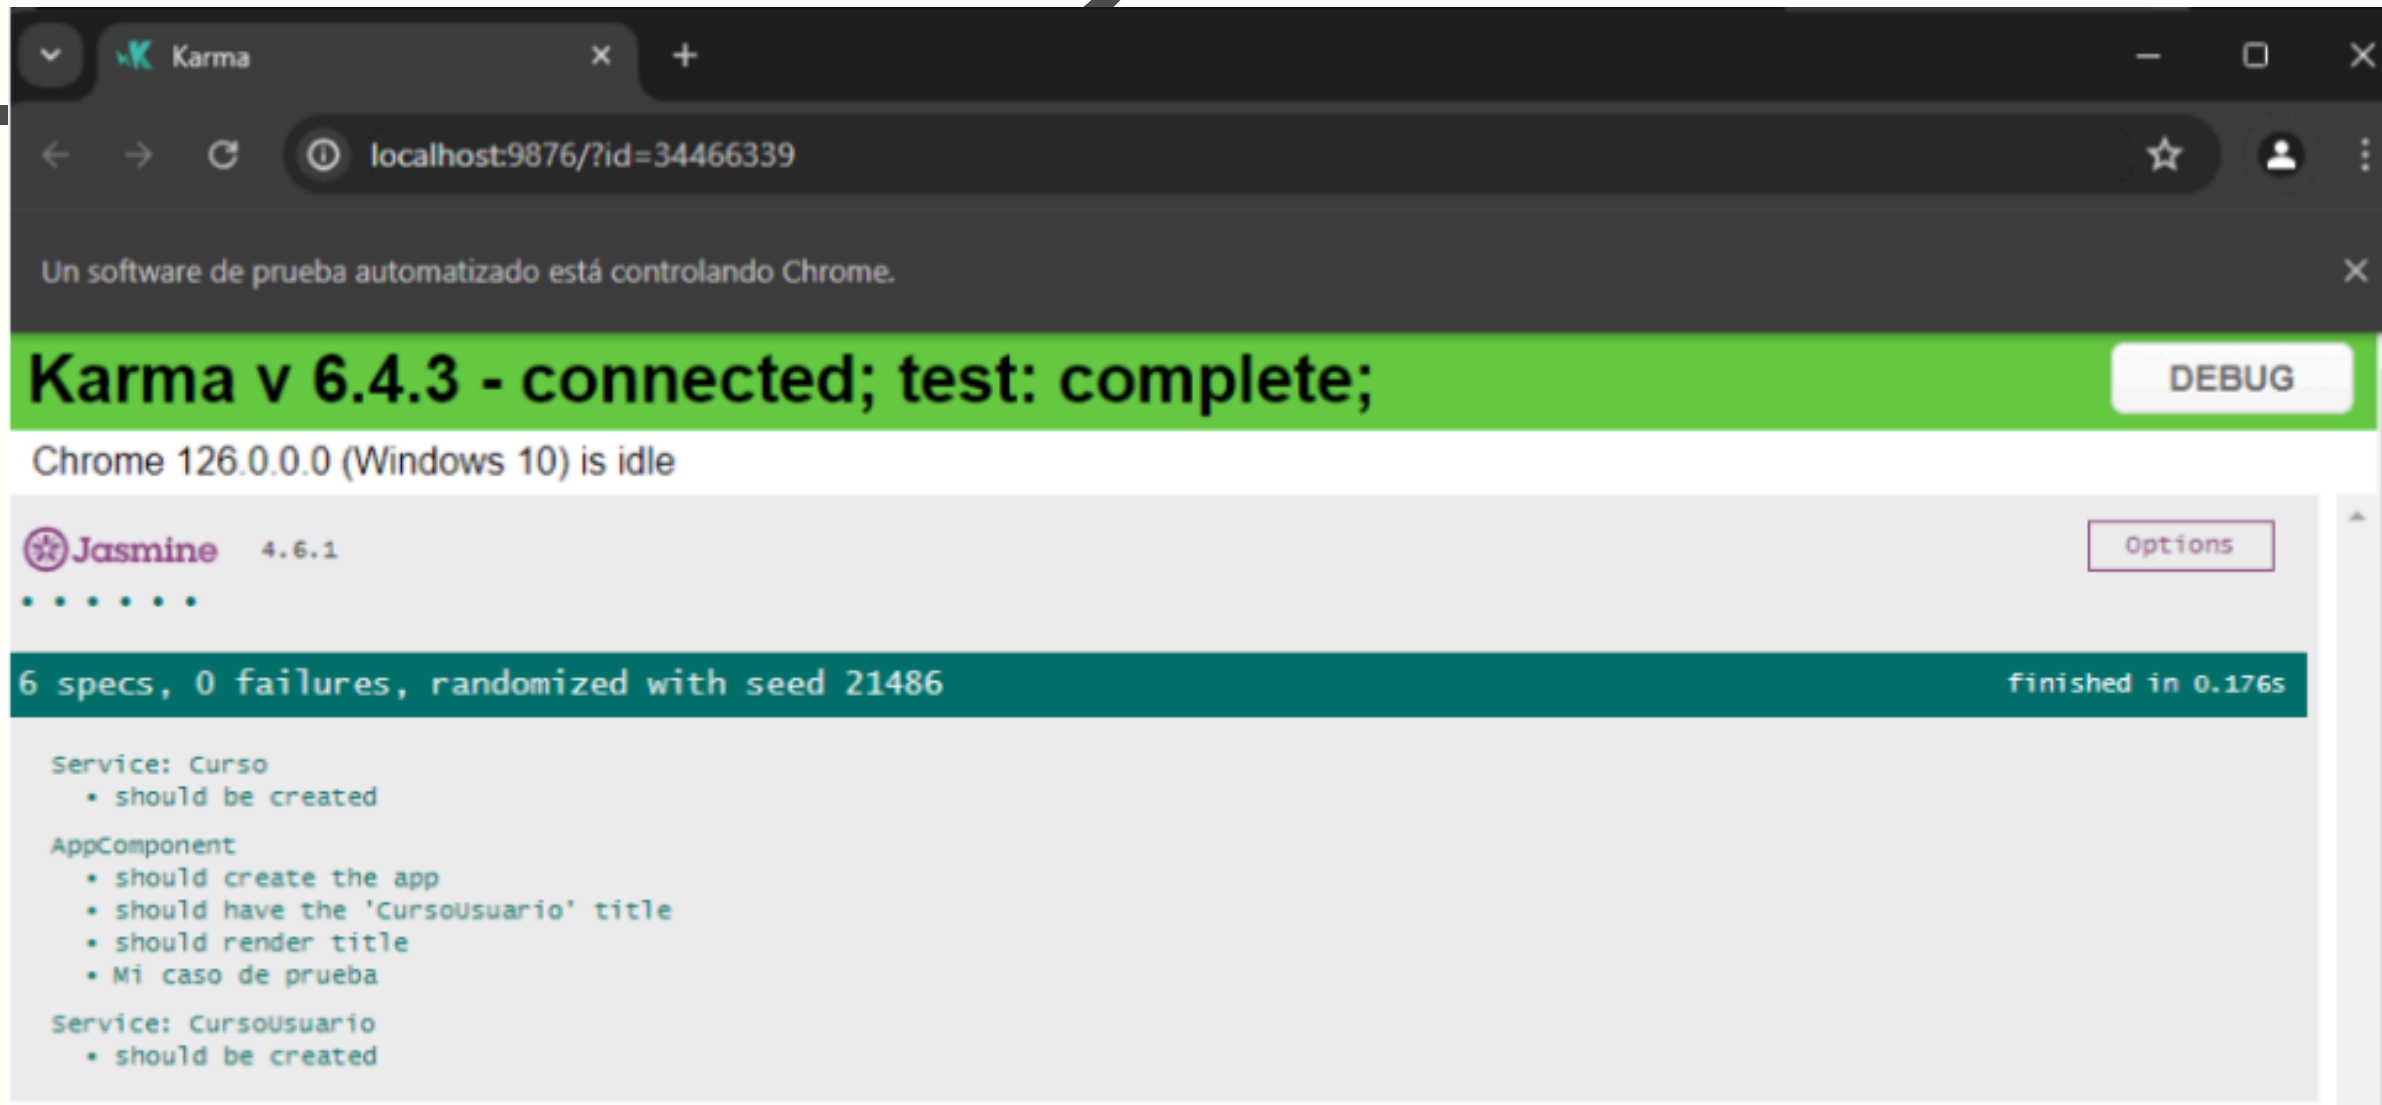 Karma
localhost:9876/?id=34466339
Un software de prueba automatizado está controlando Chrome.
Karma v 6.4.3 - connected; test: complete;
DEBUG
Chrome 126.0.0.0 (Windows 10) is idle
Jasmine 4.6.1
Options
6 specs, 0 failures, randomized with seed 21486
finished in 0.176s
Service: Curso
• should be created
AppComponent
• should create the app
• should have the 'CursoUsuario' title
• should render title
• Mi caso de prueba
Service: CursoUsuario
• should be created